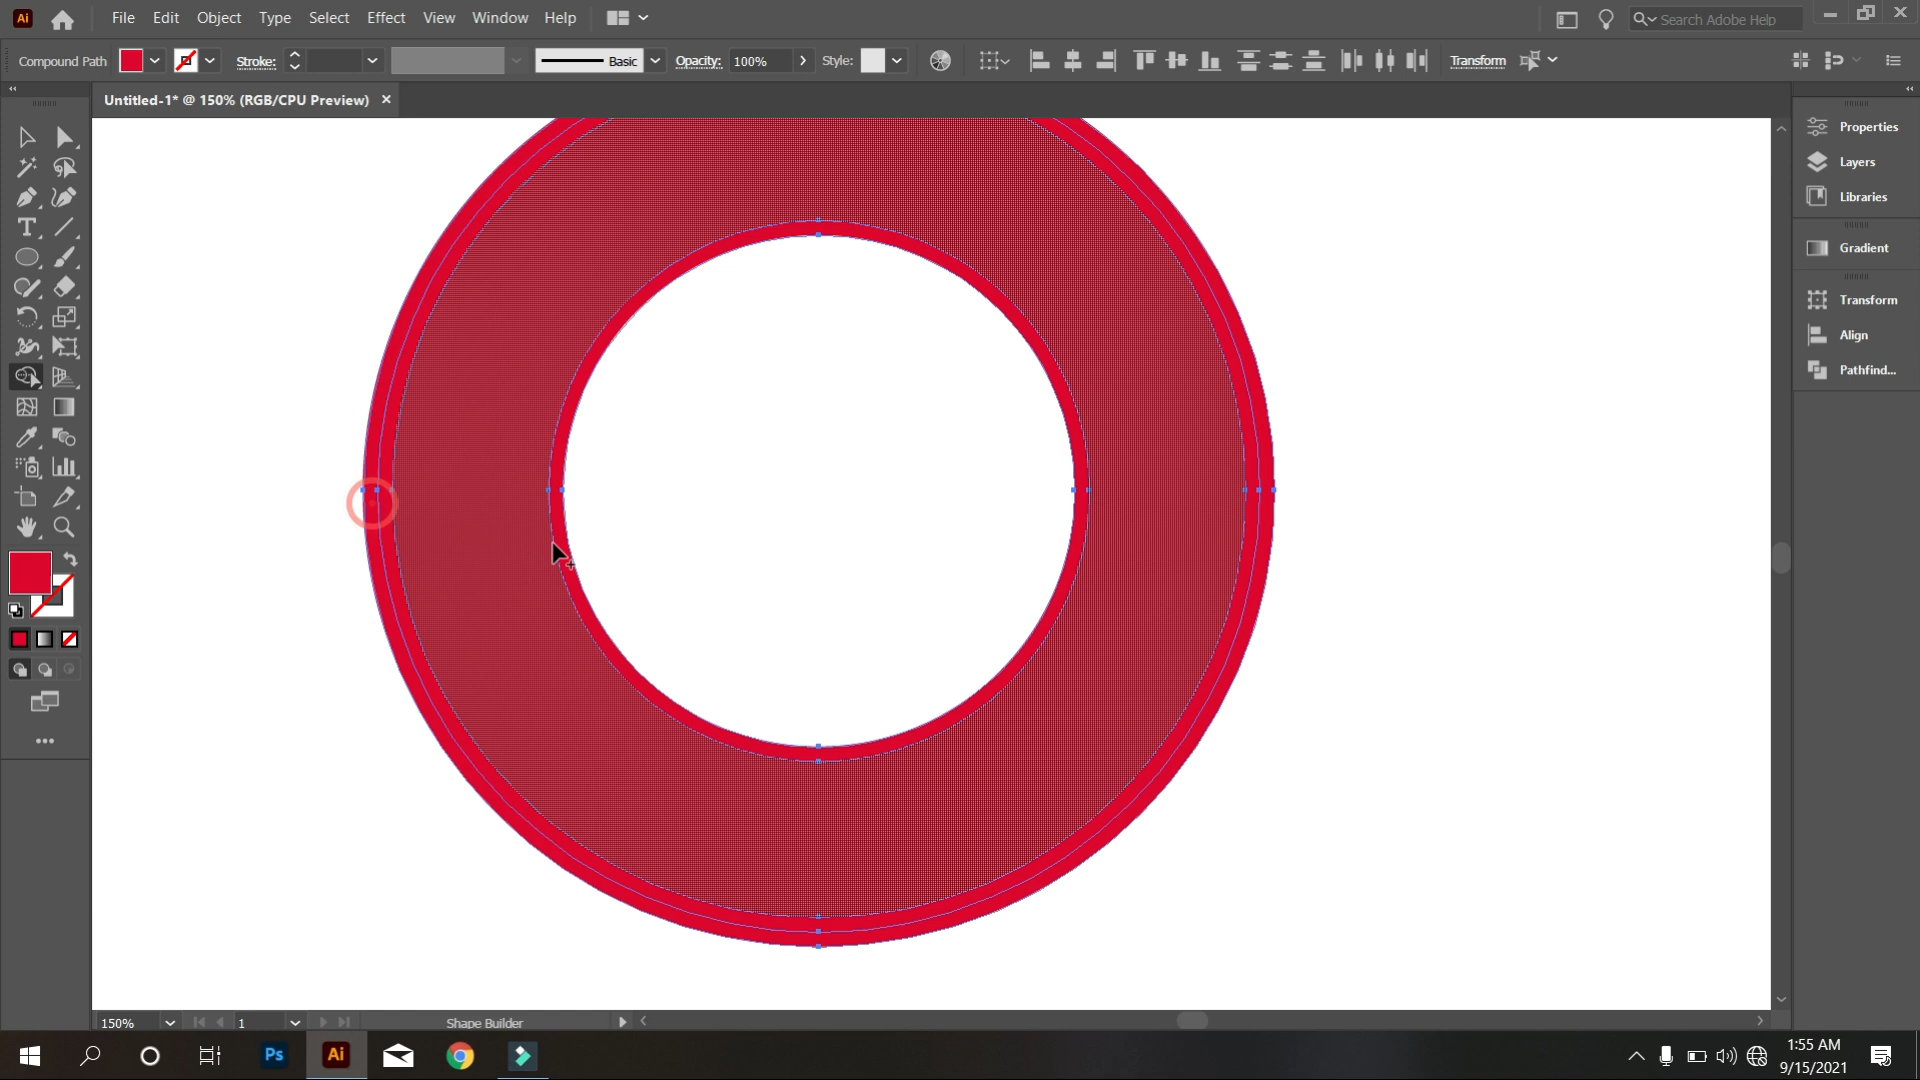 Ai File Edit Object Type Select Effect View Window Help Search Adobe Help
Compound Path Stroke: Basic Opacity: 100% Style: Transform
Untitled-1* @ 150% (RGB/CPU Preview)
Properties
Layers
Libraries
Gradient
Transform
Align
Pathfind...
150% 1 Shape Builder
Ps Ai
1:55 AM
9/15/2021